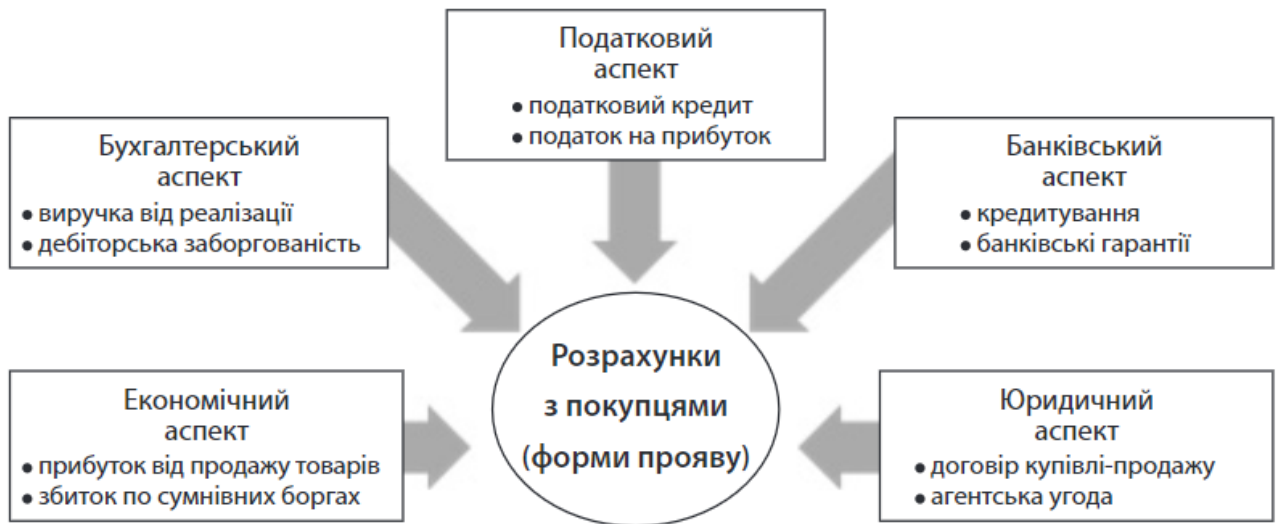 Податковий
аспект
• податковий кредит
• податок на прибуток
Бухгалтерський
аспект
• виручка від реалізації
• дебіторська заборгованість
Банківський
аспект
• кредитування
• банківські гарантії
Розрахунки
з покупцями
(форми прояву)
Економічний
аспект
• прибуток від продажу товарів
• збиток по сумнівних боргах
Юридичний
аспект
• договір купівлі-продажу
• агентська угода